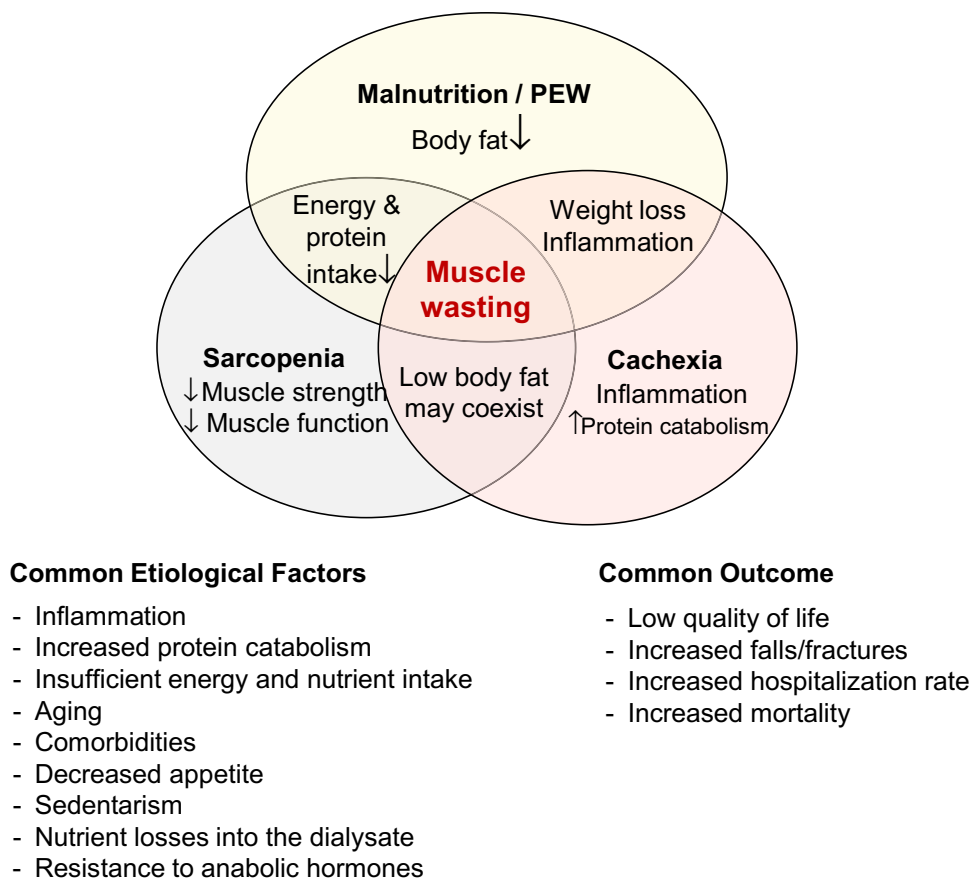 Malnutrition / PEW
Body fat↓
Energy &
protein
intake↓
Weight loss
Inflammation
Muscle
wasting
Sarcopenia
↓Muscle strength
↓ Muscle function
Low body fat
may coexist
Cachexia
Inflammation
↑Protein catabolism
Common Etiological Factors
- Inflammation
- Increased protein catabolism
- Insufficient energy and nutrient intake
- Aging
- Comorbidities
- Decreased appetite
- Sedentarism
- Nutrient losses into the dialysate
- Resistance to anabolic hormones
Common Outcome
- Low quality of life
- Increased falls/fractures
- Increased hospitalization rate
- Increased mortality